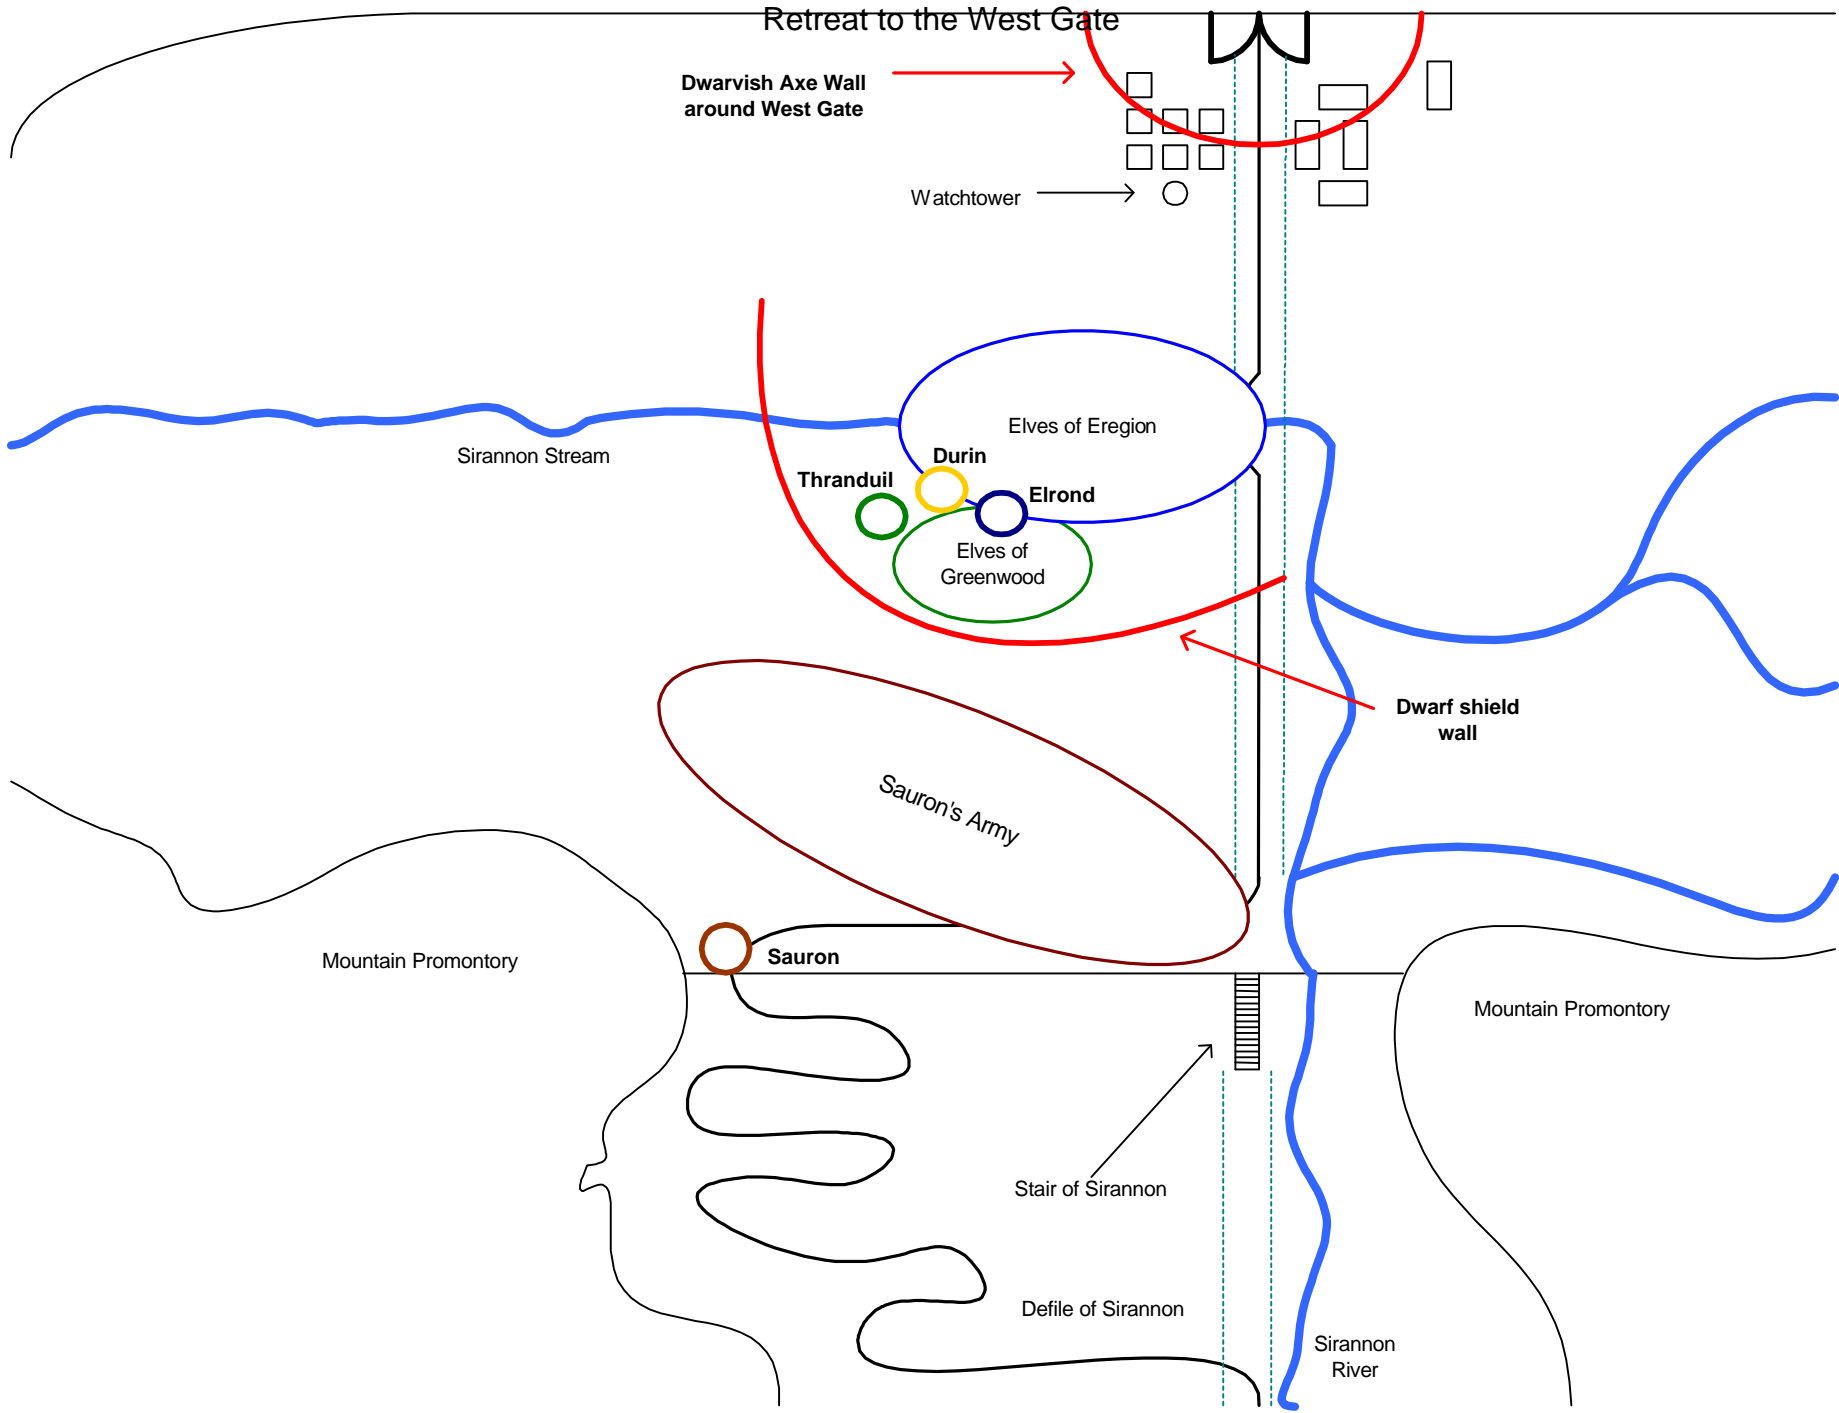 Retreat to the West Gate
Dwarvish Axe Wall
around West Gate
Watchtower
Elves of Eregion
Sirannon Stream
Durin
Thranduil
Elrond
Elves of
Greenwood
Dwarf shield
wall
Sauron's Army
Sauron
Mountain Promontory
Mountain Promontory
Stair of Sirannon
Defile of Sirannon
Sirannon
River